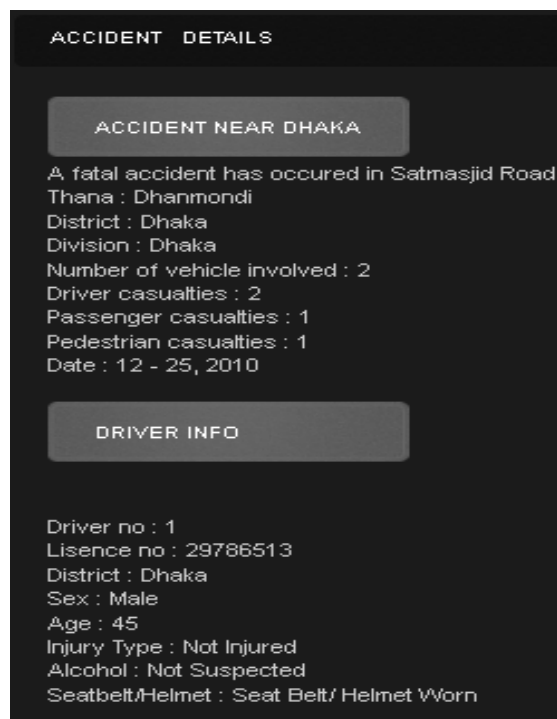 ACCIDENT DETAILS
ACCIDENT NEAR DHAKA
A fatal accident has occured in Satmasjid Road
Thana : Dhanmondi
District : Dhaka
Division : Dhaka
Number of vehicle involved : 2
Driver casualties : 2
Passenger casualties : 1
Pedestrian casualties : 1
Date : 12 - 25, 2010
DRIVER INFO
Driver no : 1
Lisence no : 29786513
District : Dhaka
Sex : Male
Age : 45
Injury Type : Not Injured
Alcohol : Not Suspected
Seatbelt/Helmet : Seat Belt/ Helmet Worn